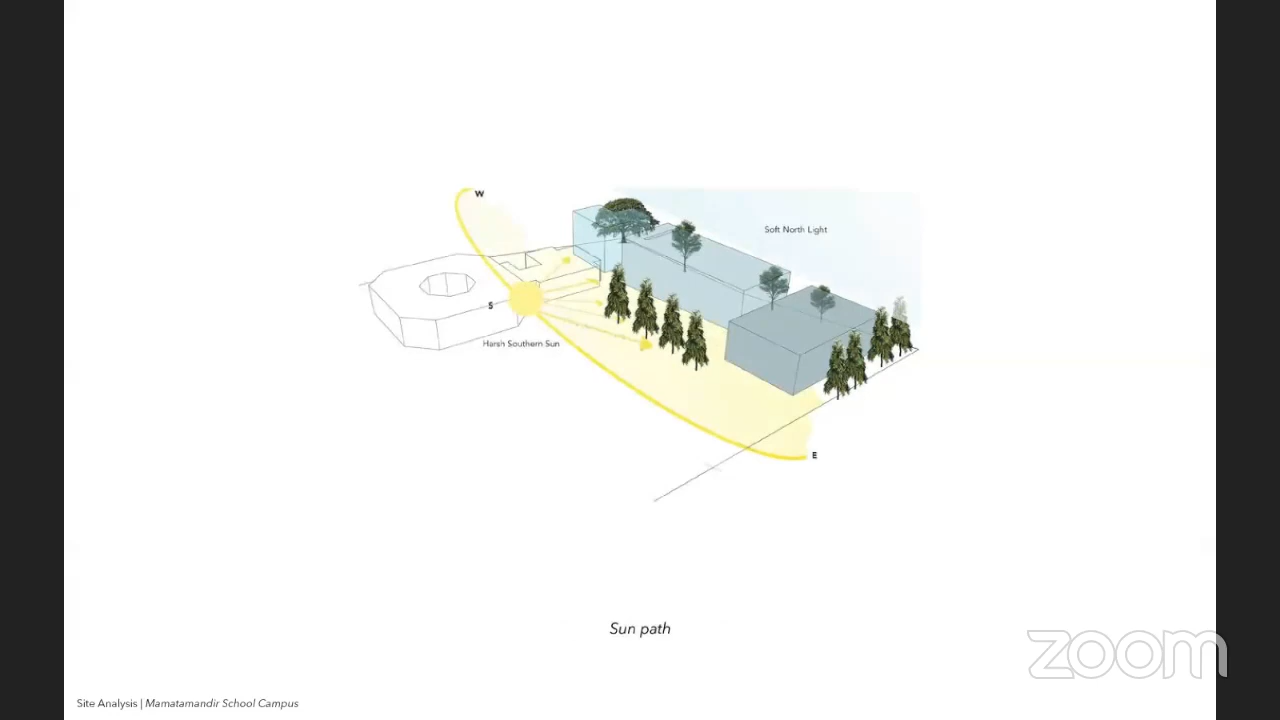 W
Soft North Light
S
Harsh Southern Sun
E
Sun path
zoom
Site Analysis | Mamatamandir School Campus